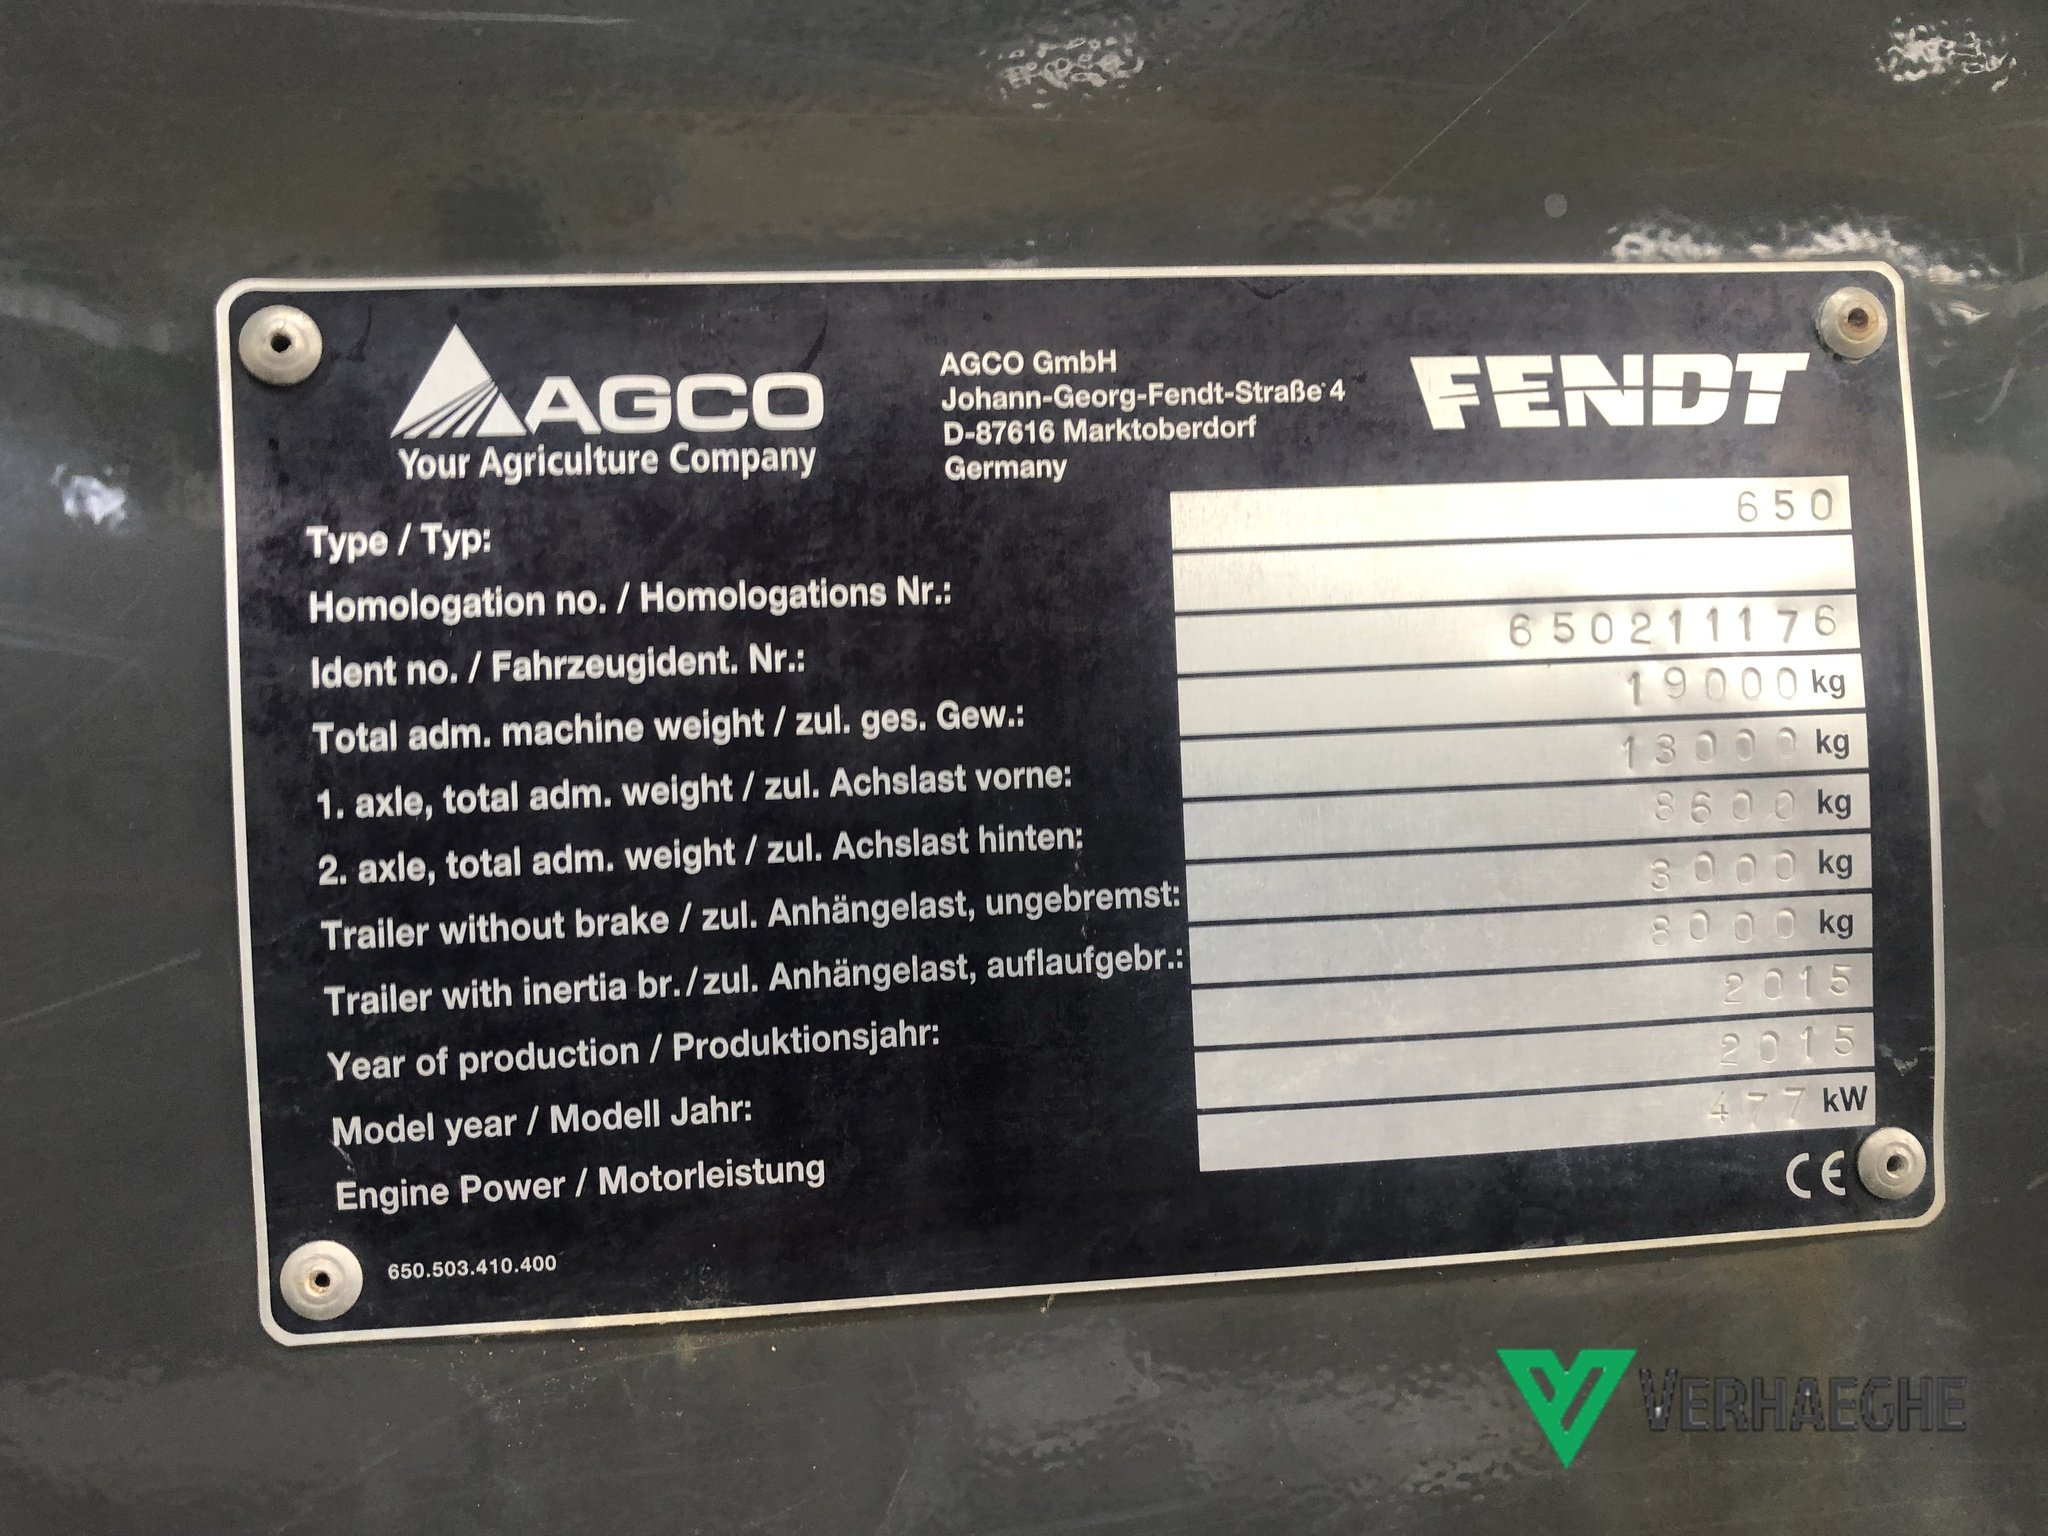 AGCO
Your Agriculture Company
AGCO GmbH
Johann-Georg-Fendt-Straße 4
D-87616 Marktoberdorf
Germany
FENDT
Type / Typ: 650
Homologation no. / Homologations Nr.:
Ident no. / Fahrzeugident. Nr.: 650211176
Total adm. machine weight / zul. ges. Gew.: 19000 kg
1. axle, total adm. weight / zul. Achslast vorne: 13000 kg
2. axle, total adm. weight / zul. Achslast hinten: 8600 kg
Trailer without brake / zul. Anhängelast, ungebremst: 3000 kg
Trailer with inertia br./zul. Anhängelast, auflaufgebr.: 8000 kg
Year of production / Produktionsjahr: 2015
Model year / Modell Jahr: 2015
Engine Power / Motorleistung 477 kW
CE
650.503.410.400
VERHAEGHE